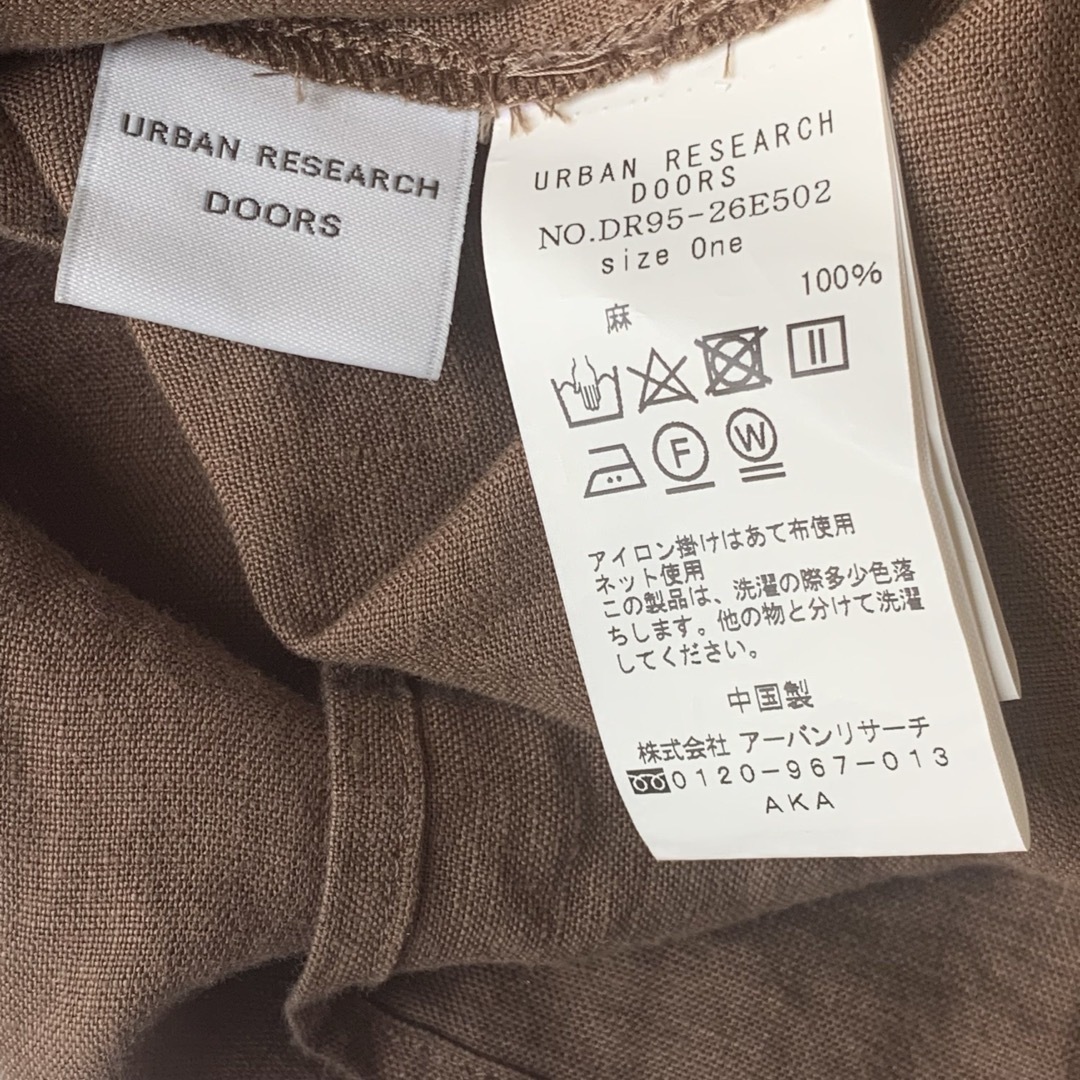 URBAN RESEARCH
DOORS
URBAN RESEARCH
DOORS
NO.DR95-26E502
size One
麻 100%
F W
アイロン掛けはあて布使用
ネット使用
この製品は、洗濯の際多少色落
ちします。他の物と分けて洗濯
してください。
中国製
株式会社 アーバンリサーチ
0120-967-013
AKA